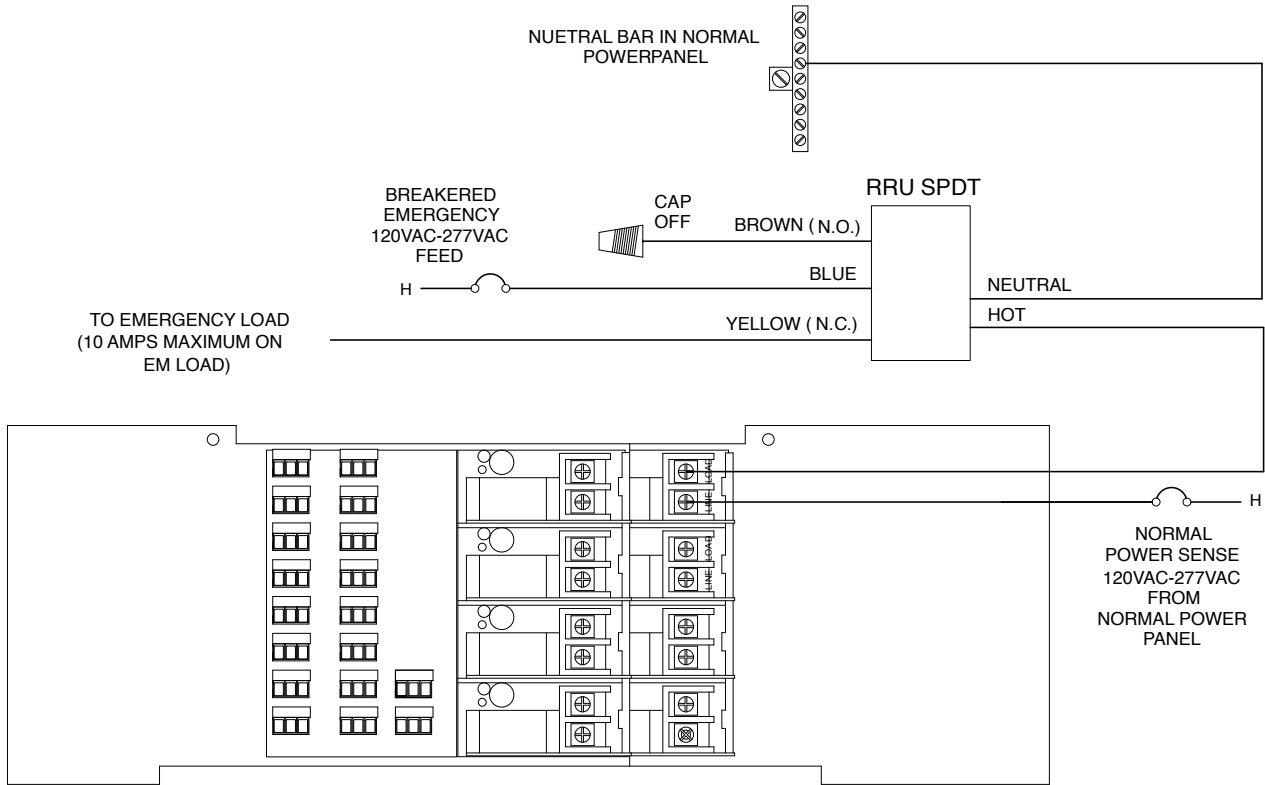 NUETRAL BAR IN NORMAL
POWERPANEL
RRU SPDT
BREAKERED
EMERGENCY
120VAC-277VAC
FEED
CAP
OFF
BROWN ( N.O.)
H
BLUE
NEUTRAL
HOT
YELLOW ( N.C.)
TO EMERGENCY LOAD
(10 AMPS MAXIMUM ON
EM LOAD)
LOAD
LINE
LOAD
LINE
H
NORMAL
POWER SENSE
120VAC-277VAC
FROM
NORMAL POWER
PANEL